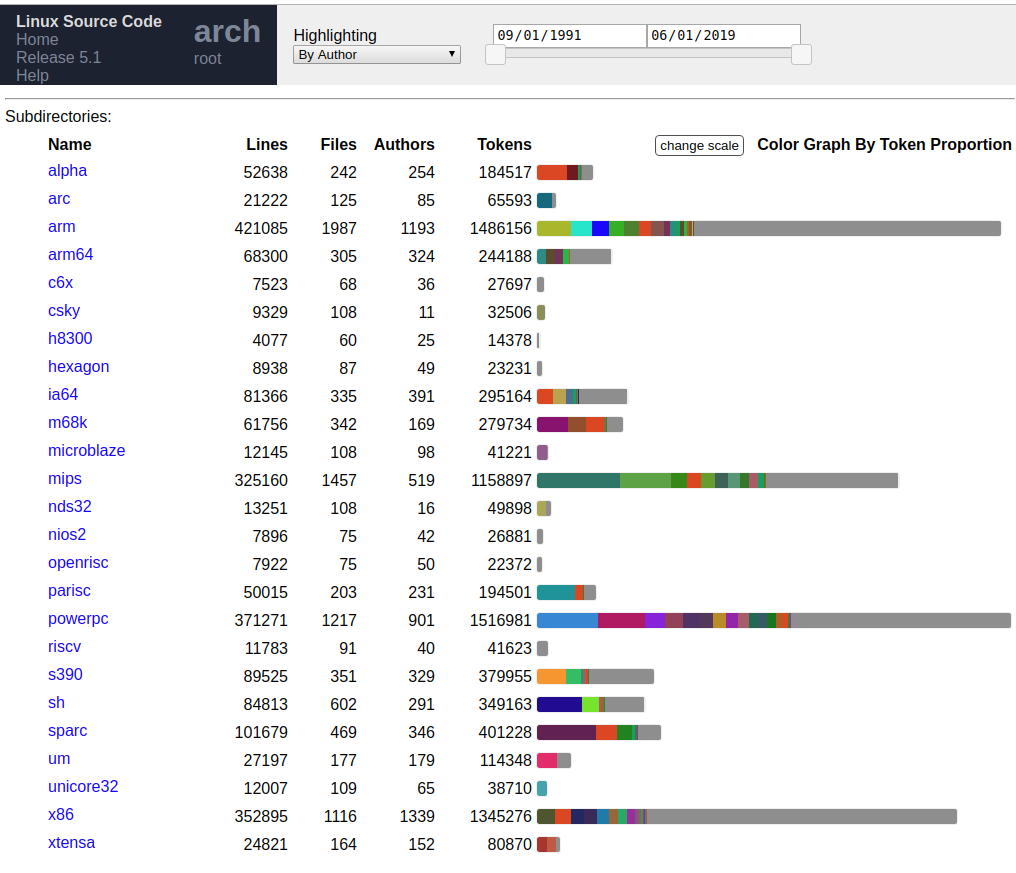 Linux Source Code
Home
Release 5.1
Help
arch
root
Highlighting
By Author
09/01/1991 06/01/2019
Subdirectories:
Name Lines Files Authors Tokens change scale Color Graph By Token Proportion
alpha 52638 242 254 184517
arc 21222 125 85 65593
arm 421085 1987 1193 1486156
arm64 68300 305 324 244188
c6x 7523 68 36 27697
csky 9329 108 11 32506
h8300 4077 60 25 14378
hexagon 8938 87 49 23231
ia64 81366 335 391 295164
m68k 61756 342 169 279734
microblaze 12145 108 98 41221
mips 325160 1457 519 1158897
nds32 13251 108 16 49898
nios2 7896 75 42 26881
openrisc 7922 75 50 22372
parisc 50015 203 231 194501
powerpc 371271 1217 901 1516981
riscv 11783 91 40 41623
s390 89525 351 329 379955
sh 84813 602 291 349163
sparc 101679 469 346 401228
um 27197 177 179 114348
unicore32 12007 109 65 38710
x86 352895 1116 1339 1345276
xtensa 24821 164 152 80870